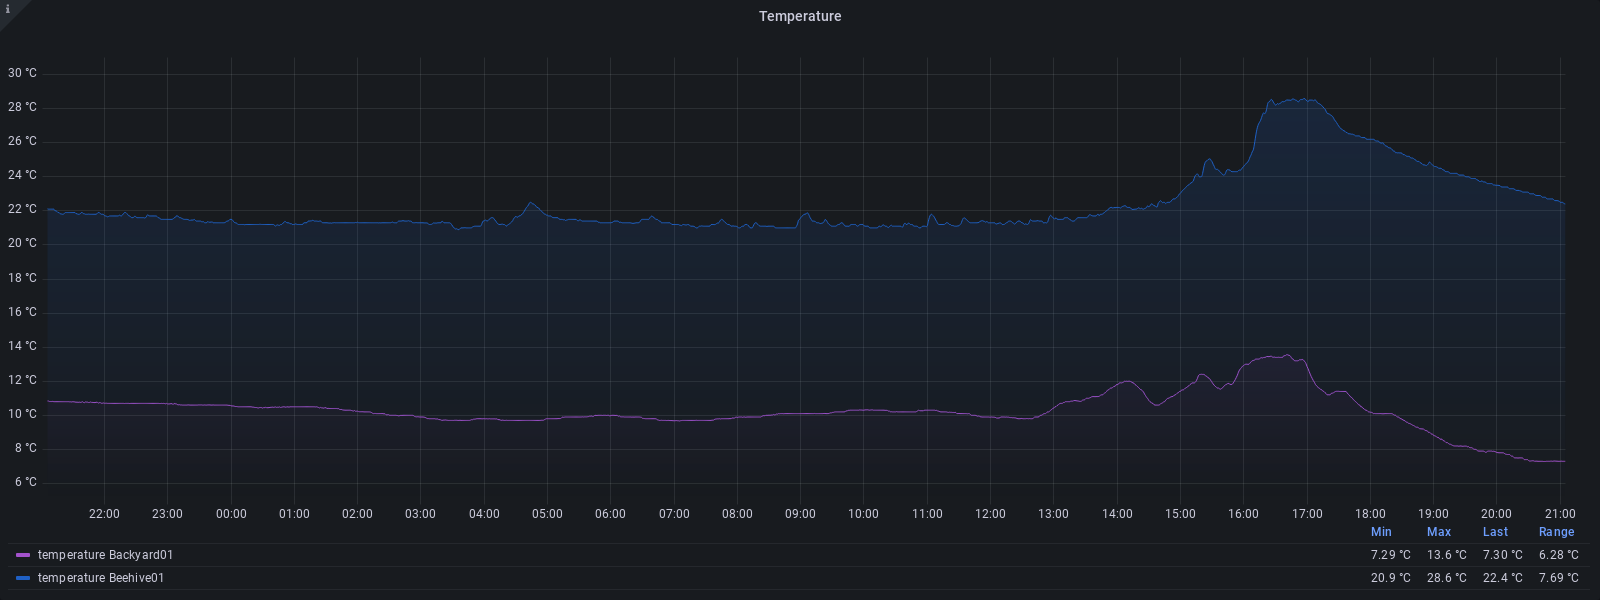 i
Temperature
30 °C
28 °C
26 °C
24 °C
22 °C
20 °C
18 °C
16 °C
14 °C
12 °C
10 °C
8 °C
6 °C
22:00 23:00 00:00 01:00 02:00 03:00 04:00 05:00 06:00 07:00 08:00 09:00 10:00 11:00 12:00 13:00 14:00 15:00 16:00 17:00 18:00 19:00 20:00 21:00
Min Max Last Range
temperature Backyard01 7.29 °C 13.6 °C 7.30 °C 6.28 °C
temperature Beehive01 20.9 °C 28.6 °C 22.4 °C 7.69 °C